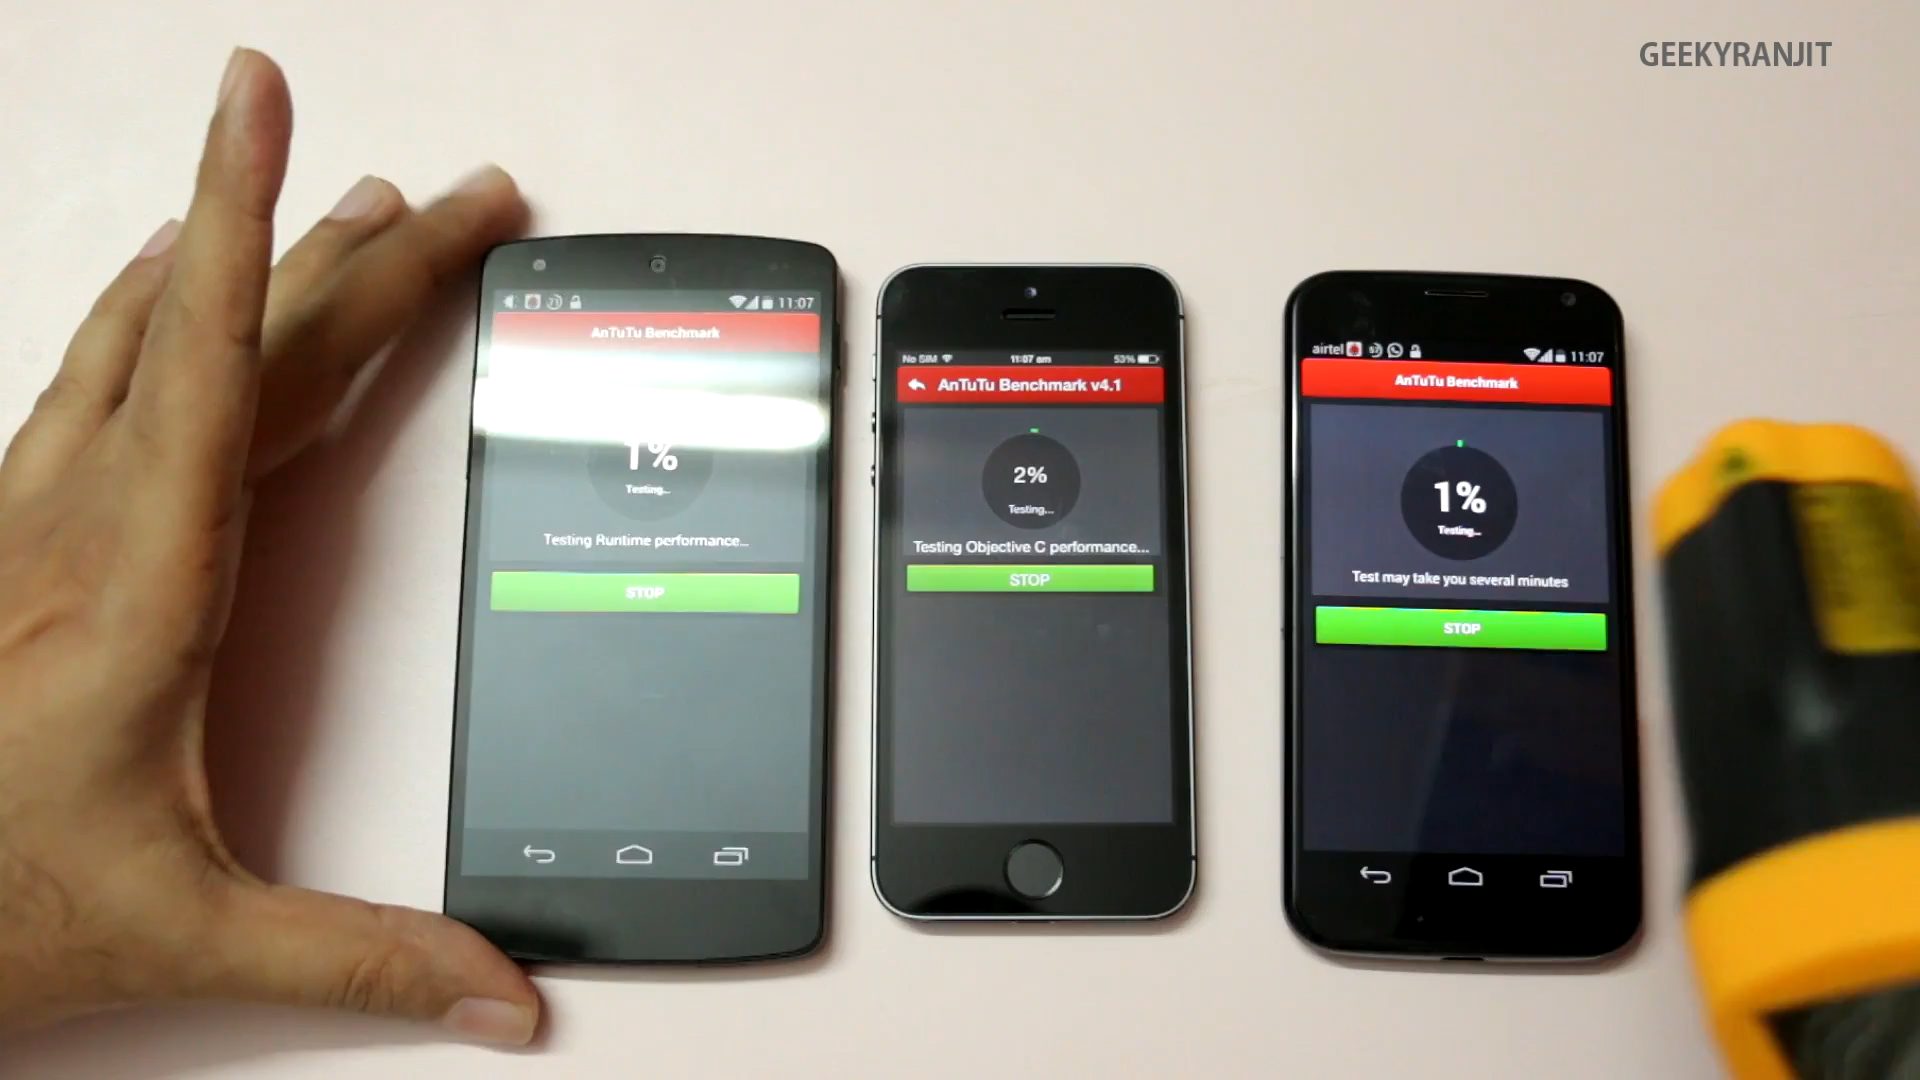 GEEKYRANJIT
11:07
AnTuTu Benchmark
1%
Testing...
Testing Runtime performance...
STOP
No SIM
11:07 am
53%
AnTuTu Benchmark v4.1
2%
Testing...
Testing Objective C performance...
STOP
airtel
11:07
AnTuTu Benchmark
1%
Testing...
Test may take you several minutes
STOP